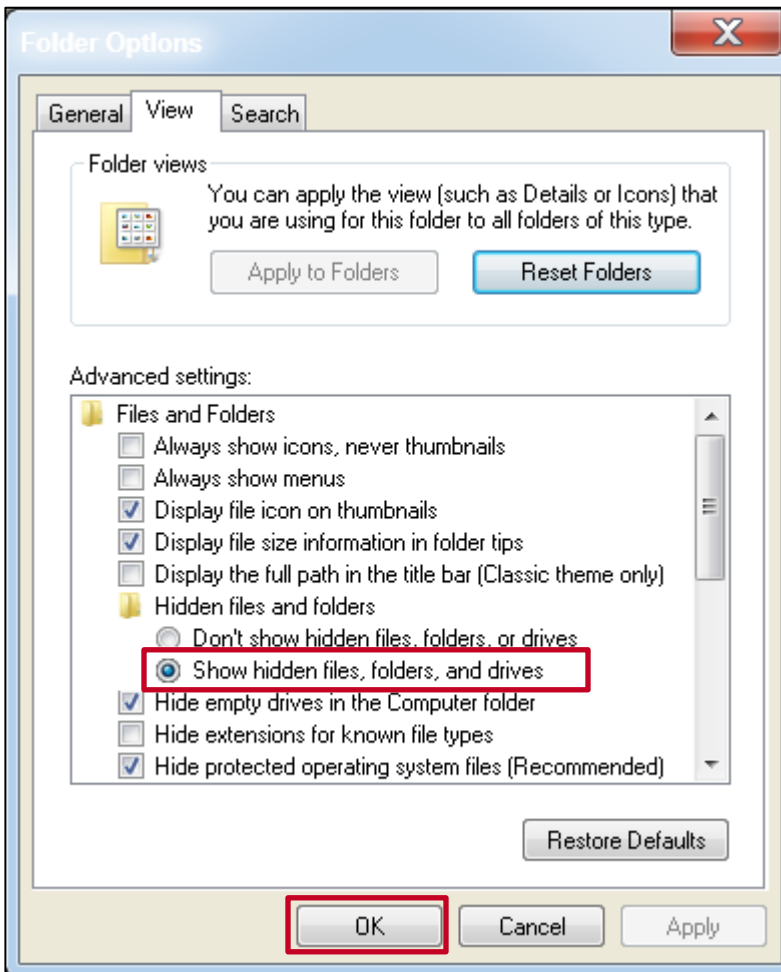 Folder Options
General View Search
Folder views
You can apply the view (such as Details or Icons) that
you are using for this folder to all folders of this type.
Apply to Folders Reset Folders
Advanced settings:
Files and Folders
Always show icons, never thumbnails
Always show menus
Display file icon on thumbnails
Display file size information in folder tips
Display the full path in the title bar (Classic theme only)
Hidden files and folders
Don't show hidden files, folders, or drives
Show hidden files, folders, and drives
Hide empty drives in the Computer folder
Hide extensions for known file types
Hide protected operating system files (Recommended)
Restore Defaults
OK Cancel Apply